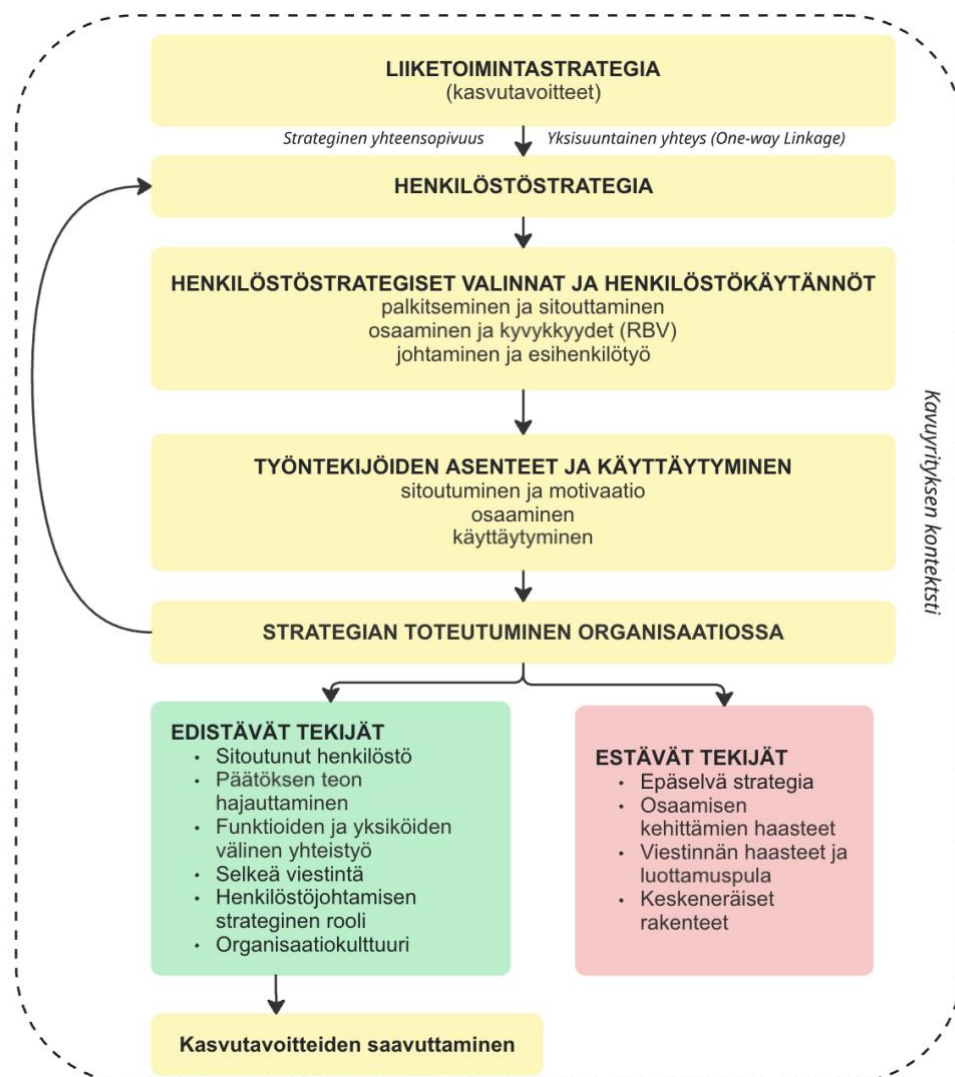 LIIKETOIMINTASTRATEGIA
(kasvutavoitteet)
Strateginen yhteensopivuus
Yksisuuntainen yhteys (One-way Linkage)
HENKILÖSTÖSTRATEGIA
HENKILÖSTÖSTRATEGISET VALINNAT JA HENKILÖSTÖKÄYTÄNNÖT
palkitseminen ja sitouttaminen
osaaminen ja kyvykkyydet (RBV)
johtaminen ja esihenkilötyö
TYÖNTEKIJÖIDEN ASENTEET JA KÄYTTÄYTYMINEN
sitoutuminen ja motivaatio
osaaminen
käyttäytyminen
Kavuyrityksen kontektsti
STRATEGIAN TOTEUTUMINEN ORGANISAATIOSSA
EDISTÄVÄT TEKIJÄT
• Sitoutunut henkilöstö
• Päätöksen teon
hajauttaminen
• Funktioiden ja yksiköiden
välinen yhteistyö
• Selkeä viestintä
• Henkilöstöjohtamisen
strateginen rooli
• Organisaatiokulttuuri
ESTÄVÄT TEKIJÄT
• Epäselvä strategia
• Osaamisen
kehittämien haasteet
• Viestinnän haasteet ja
luottamuspula
• Keskeneräiset
rakenteet
Kasvutavoitteiden saavuttaminen